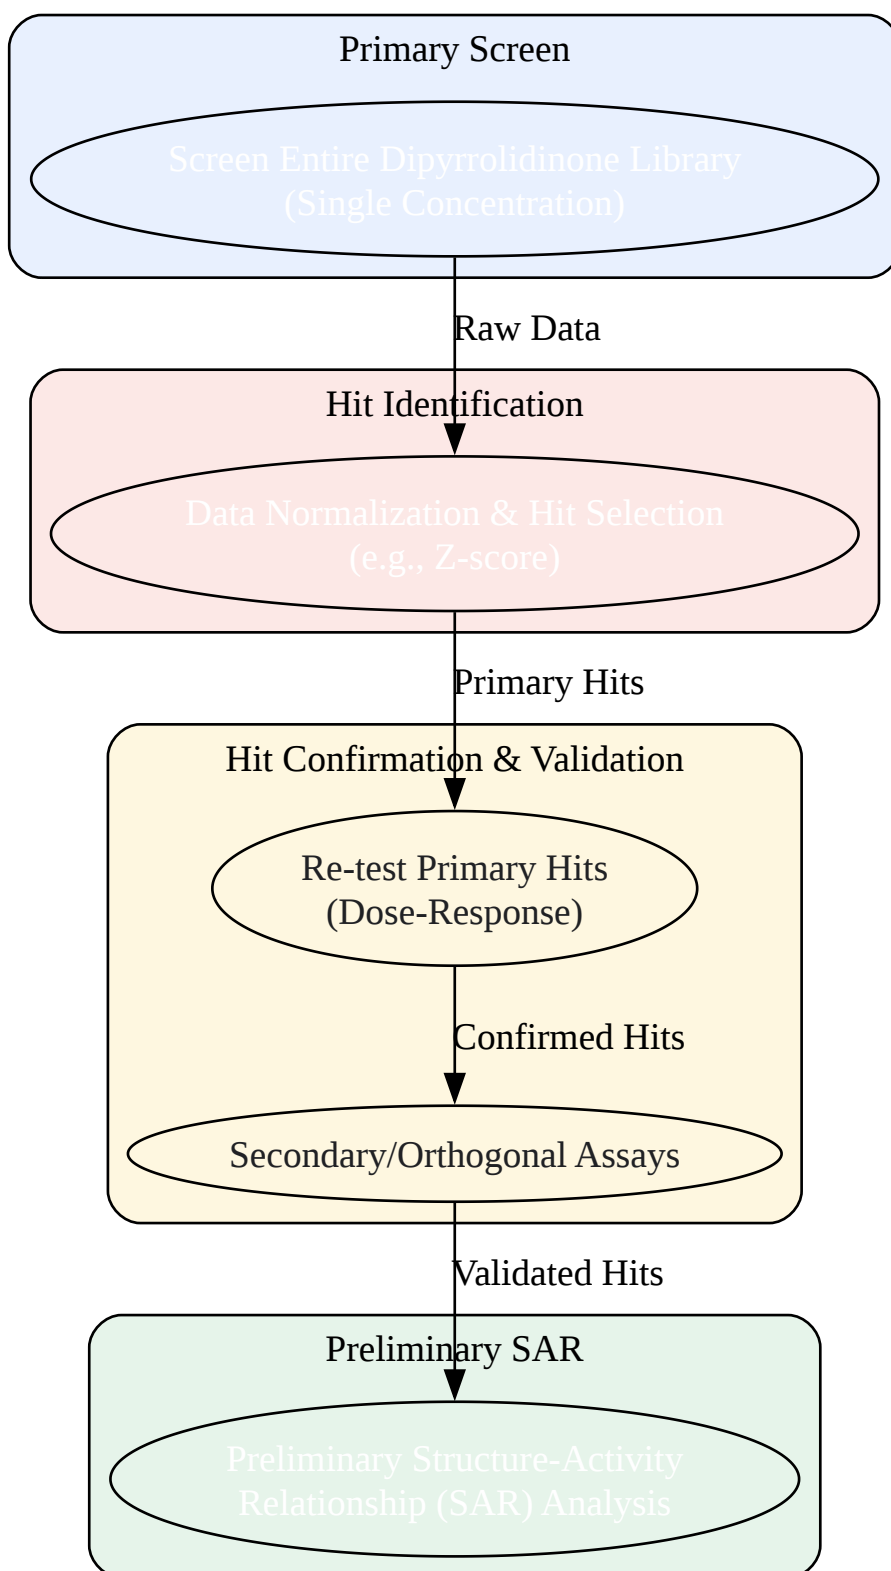 Primary Screen
Screen Entire Dipyrrolidinone Library
(Single Concentration)
Raw Data
Hit Identification
Data Normalization & Hit Selection
(e.g., Z-score)
Primary Hits
Hit Confirmation & Validation
Re-test Primary Hits
(Dose-Response)
Confirmed Hits
Secondary/Orthogonal Assays
Validated Hits
Preliminary SAR
Preliminary Structure-Activity
Relationship (SAR) Analysis